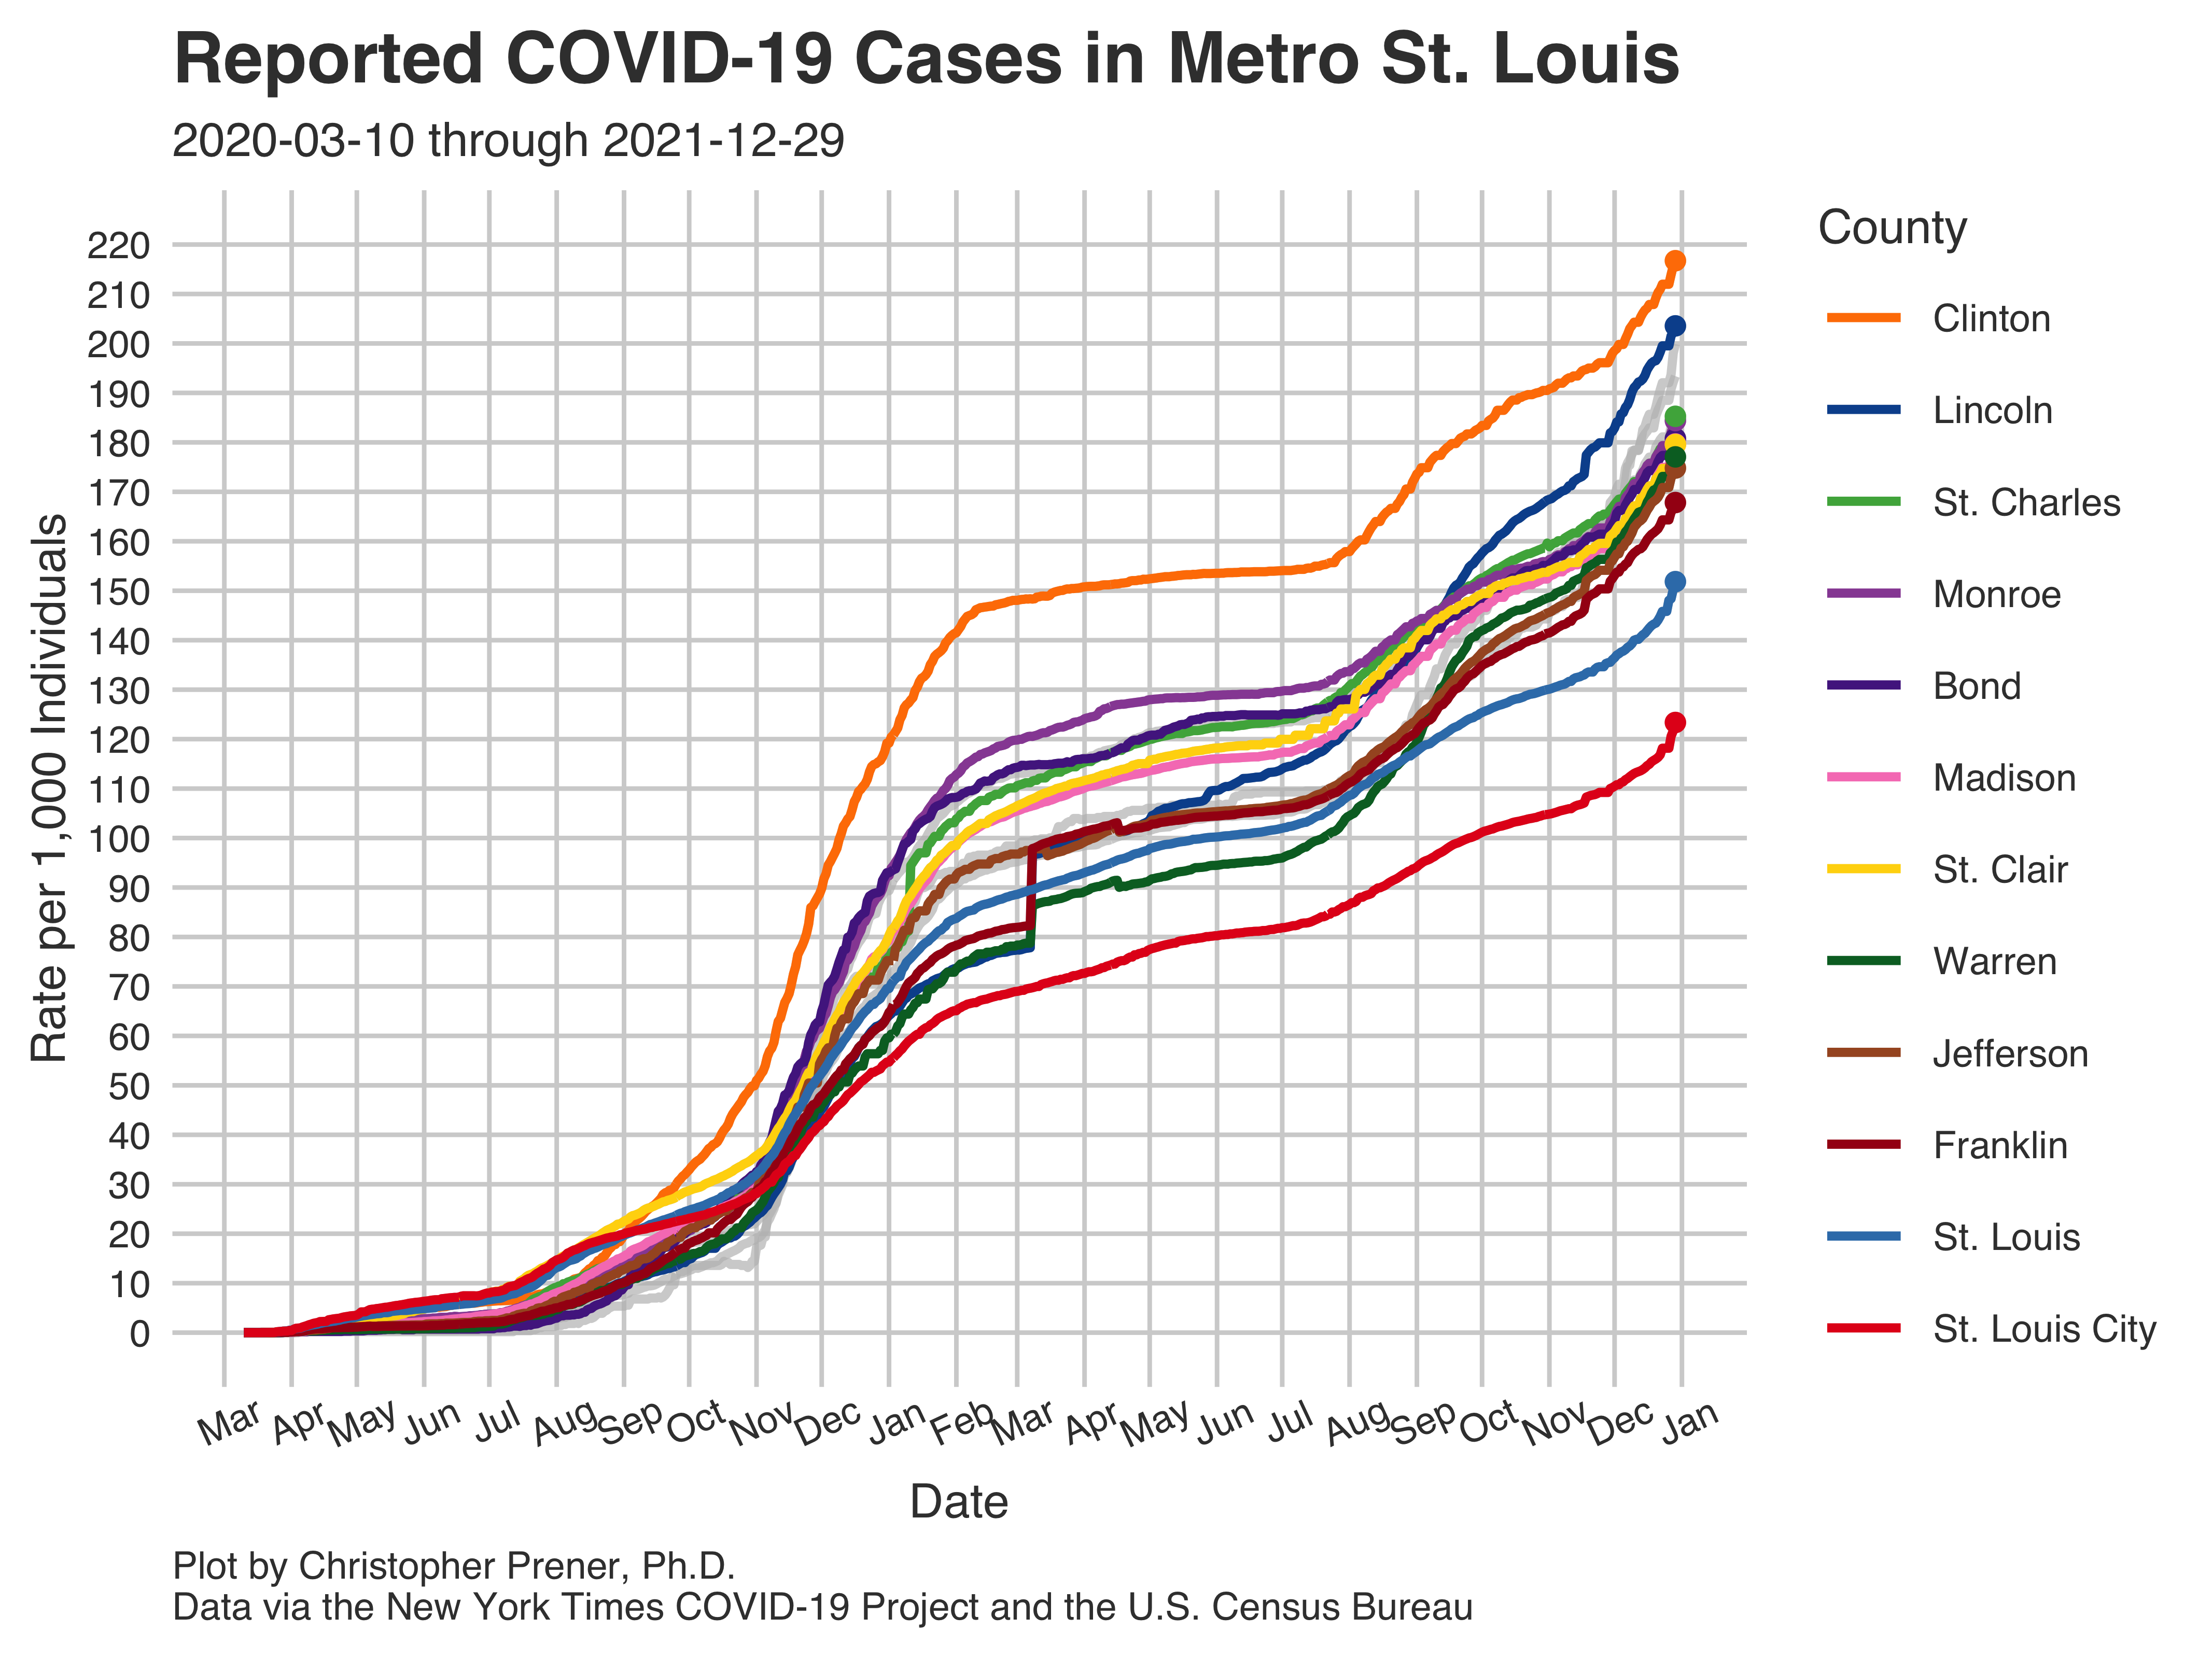 Reported COVID-19 Cases in Metro St. Louis
2020-03-10 through 2021-12-29
County
Clinton
Lincoln
St. Charles
Monroe
Bond
Madison
St. Clair
Warren
Jefferson
Franklin
St. Louis
St. Louis City
Rate per 1,000 Individuals
220
210
200
190
180
170
160
150
140
130
120
110
100
90
80
70
60
50
40
30
20
10
0
Mar Apr May Jun Jul Aug Sep Oct Nov Dec Jan Feb Mar Apr May Jun Jul Aug Sep Oct Nov Dec Jan
Date
Plot by Christopher Prener, Ph.D.
Data via the New York Times COVID-19 Project and the U.S. Census Bureau